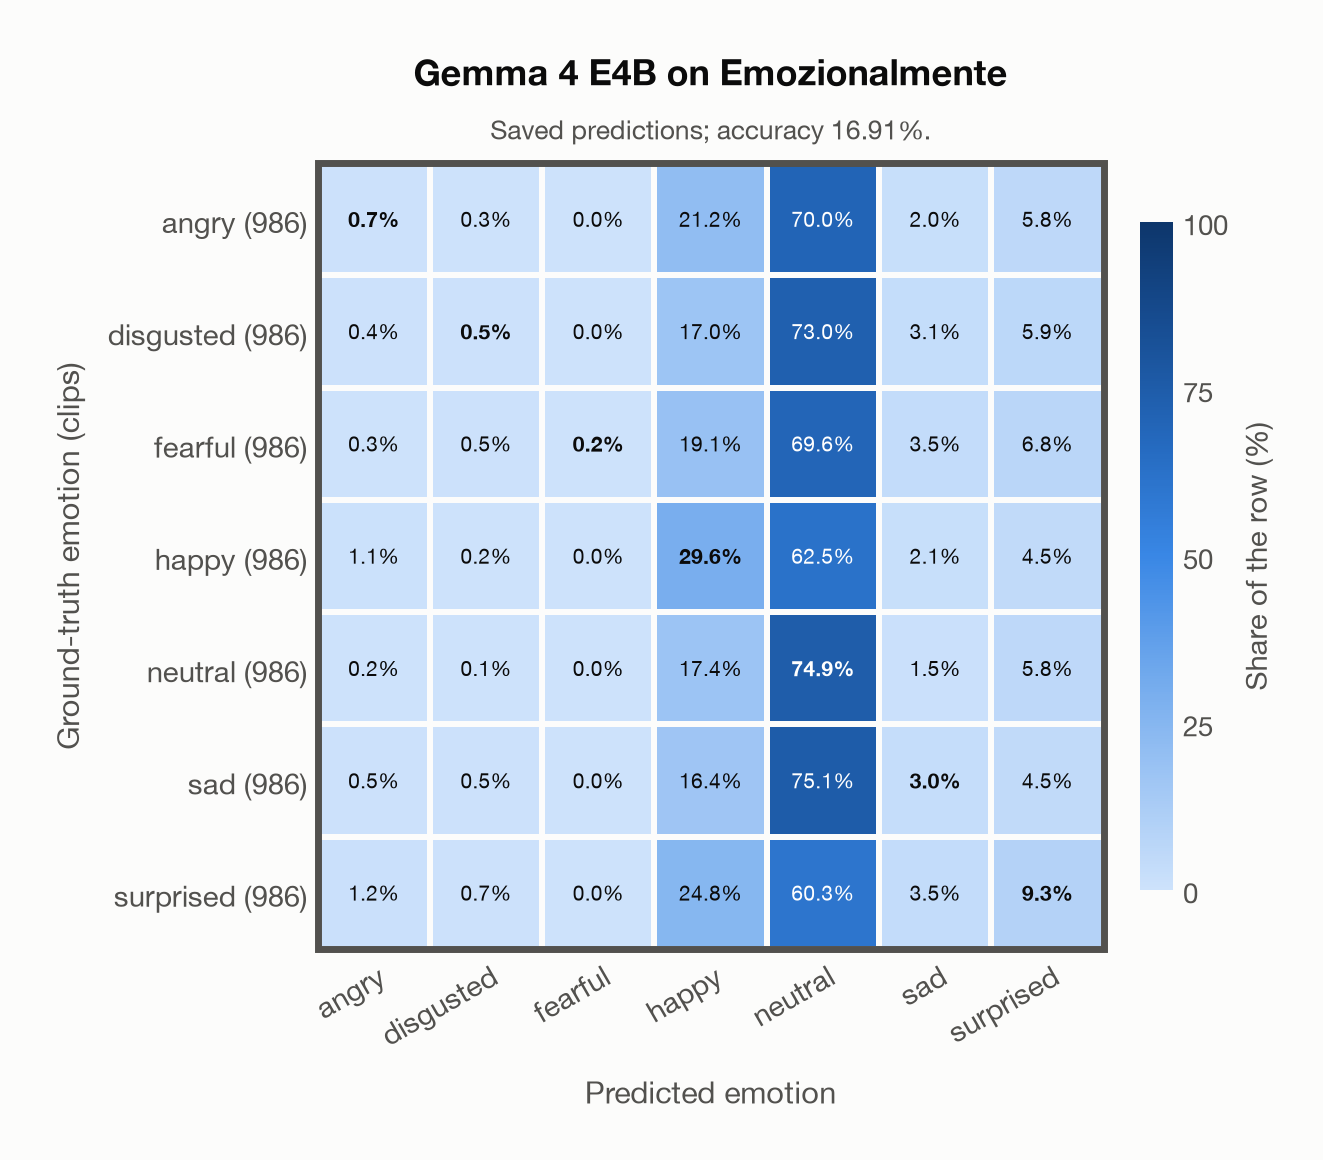 Gemma 4 E4B on Emozionalmente
Saved predictions; accuracy 16.91%.
Ground-truth emotion (clips)
angry (986) 0.7% 0.3% 0.0% 21.2% 70.0% 2.0% 5.8%
disgusted (986) 0.4% 0.5% 0.0% 17.0% 73.0% 3.1% 5.9%
fearful (986) 0.3% 0.5% 0.2% 19.1% 69.6% 3.5% 6.8%
happy (986) 1.1% 0.2% 0.0% 29.6% 62.5% 2.1% 4.5%
neutral (986) 0.2% 0.1% 0.0% 17.4% 74.9% 1.5% 5.8%
sad (986) 0.5% 0.5% 0.0% 16.4% 75.1% 3.0% 4.5%
surprised (986) 1.2% 0.7% 0.0% 24.8% 60.3% 3.5% 9.3%
angry disgusted fearful happy neutral sad surprised
Predicted emotion
100
75
50
25
0
Share of the row (%)